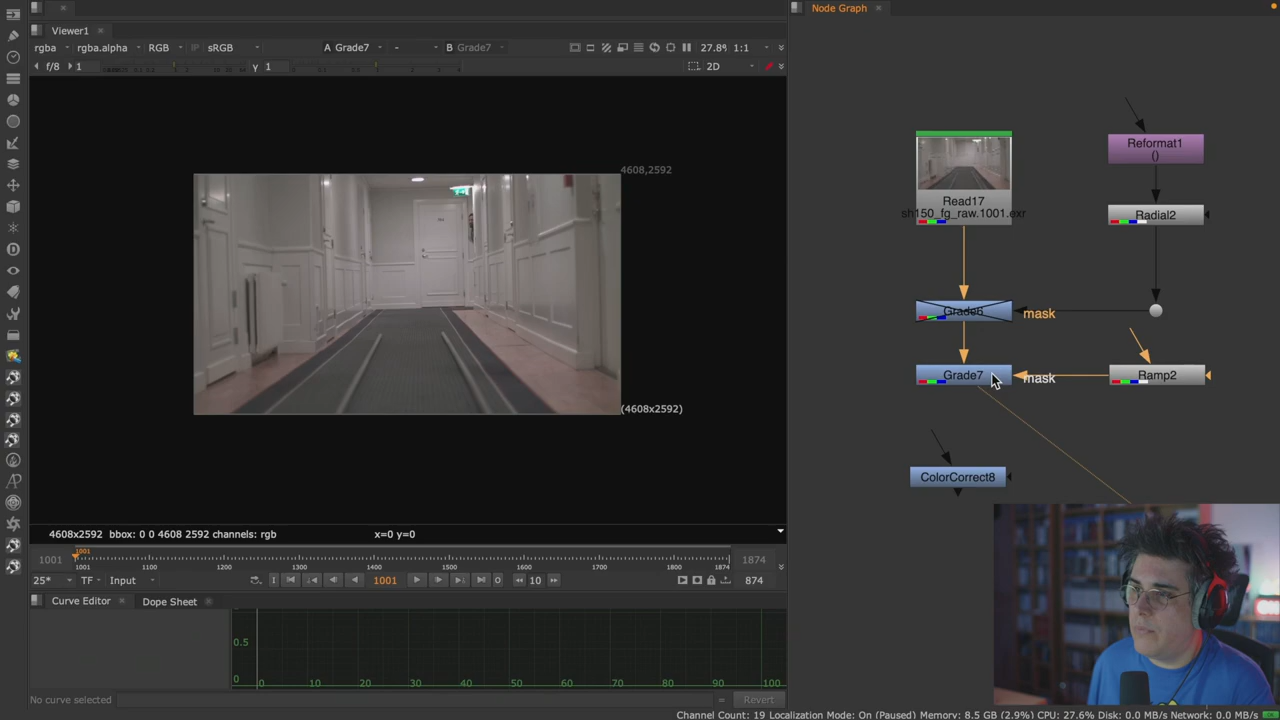 Viewer1
rgba
rgba.alpha
RGB
IP
sRGB
A Grade7
-
B Grade7
27.8%
1:1
f/8
1
Y 1
2D
4608,2592
(4608x2592)
4608x2592 bbox: 0 0 4608 2592 channels: rgb
x=0 y=0
1001
1001
1001
1100
1200
1300
1400
1500
1600
1700
1800
1874
1874
25*
TF
Input
1001
10
874
Curve Editor
Dope Sheet
0.5
0
0
10
20
30
40
50
60
70
80
90
100
No curve selected
=
Revert
Node Graph
Reformat1
()
Read17
sh150_fg_raw.1001.exr
Radial2
Grade6
mask
Grade7
mask
Ramp2
ColorCorrect8
Channel Count: 19 Localization Mode: On (Paused) Memory: 8.5 GB (2.9%) CPU: 27.6% Disk: 0.0 MB/s Network: 0.0 MB/s